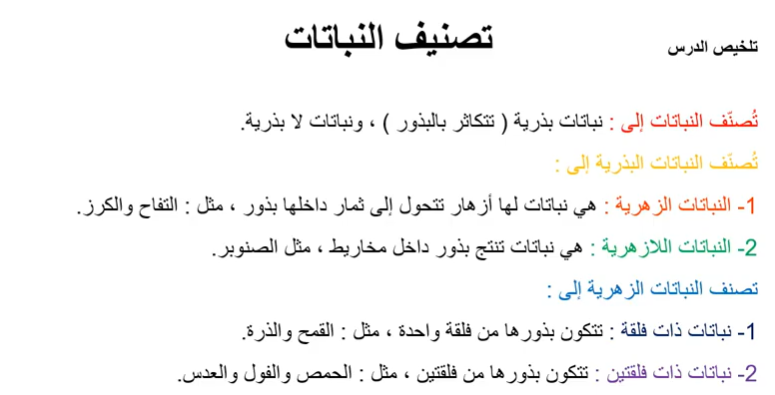 تلخيص الدرس
تصنيف النباتات
تُصنّف النباتات إلى : نباتات بذرية ( تتكاثر بالبذور ) ، ونباتات لا بذرية.
تُصنّف النباتات البذرية إلى :
1- النباتات الزهرية : هي نباتات لها أزهار تتحول إلى ثمار داخلها بذور ، مثل : التفاح والكرز.
2- النباتات اللازهرية : هي نباتات تنتج بذور داخل مخاريط ، مثل الصنوبر.
تصنف النباتات الزهرية إلى :
1- نباتات ذات فلقة : تتكون بذورها من فلقة واحدة ، مثل : القمح والذرة.
2- نباتات ذات فلقتين : تتكون بذورها من فلقتين ، مثل : الحمص والفول والعدس.